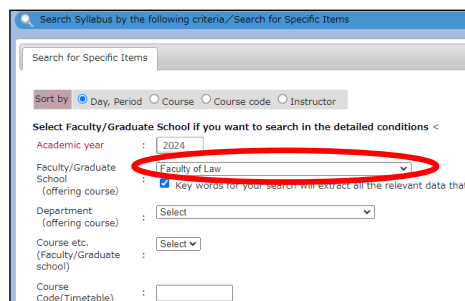 Search Syllabus by the following criteria／Search for Specific Items
Search for Specific Items
Sort by Day, Period Course Course code Instructor
Select Faculty/Graduate School if you want to search in the detailed conditions <
Academic year : 2024
Faculty/Graduate School (offering course) : Faculty of Law
Key words for your search will extract all the relevant data that
Department (offering course) : Select
Course etc. (Faculty/Graduate school) : Select
Course Code(Timetable) :